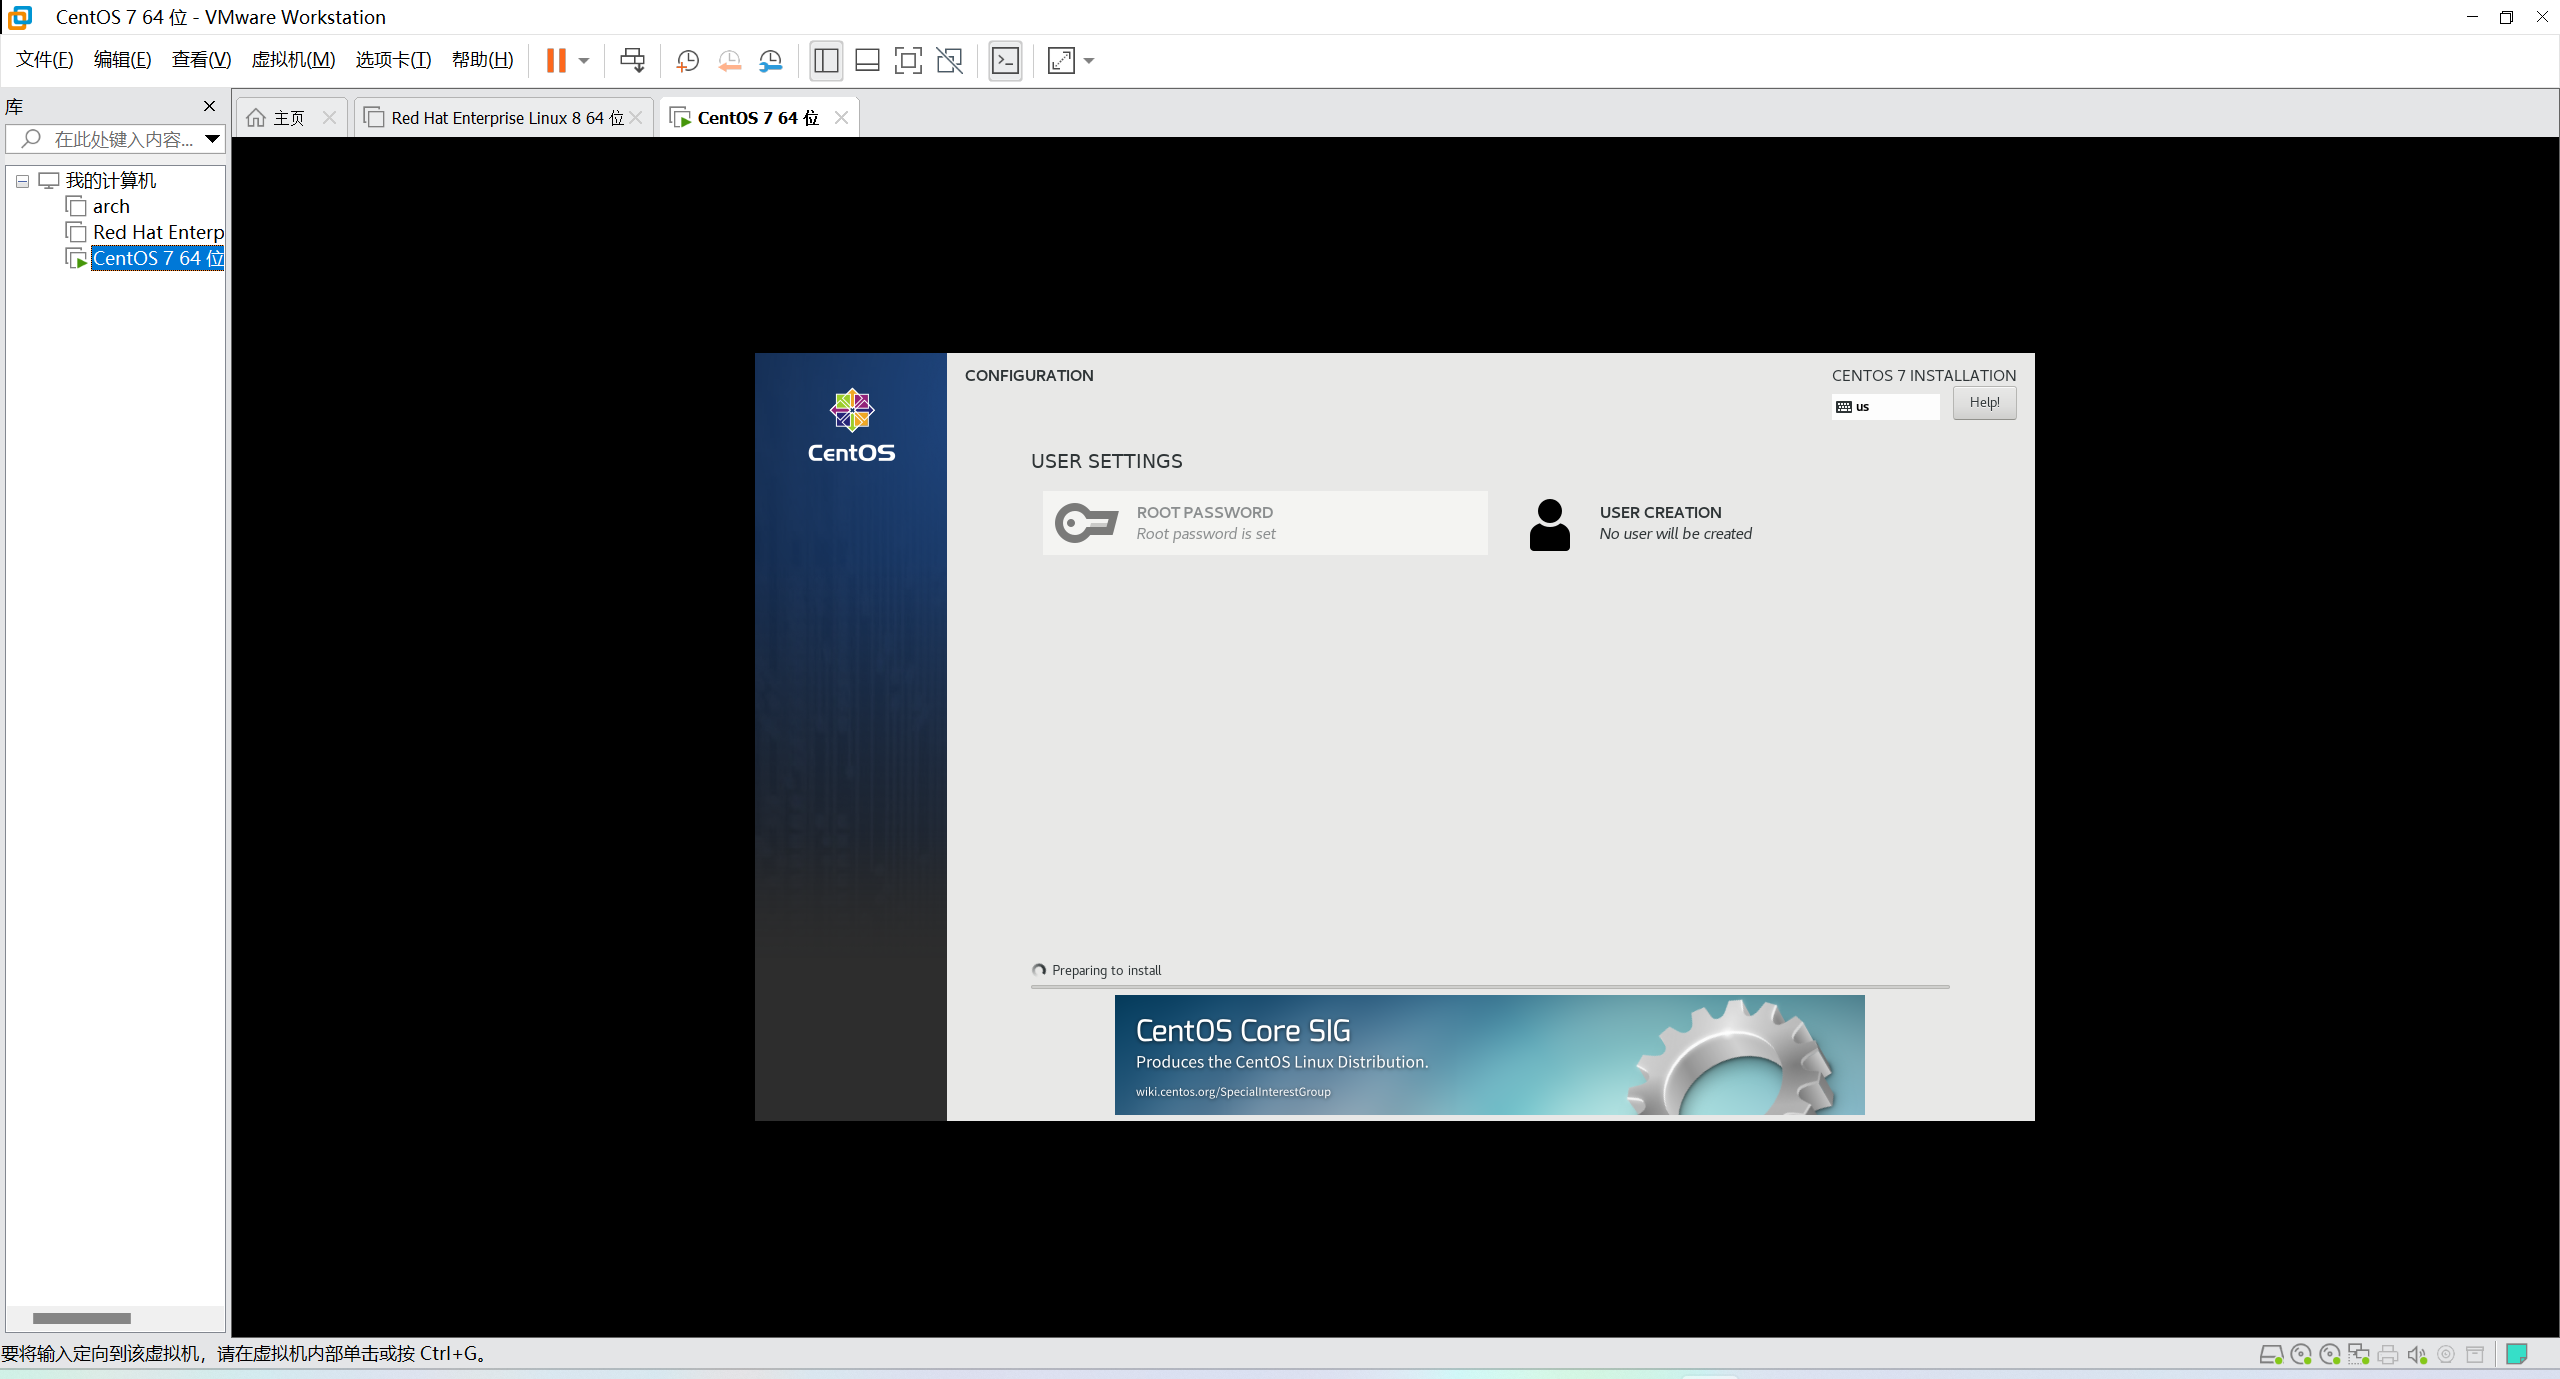 CentOS 7 64 位 - VMware Workstation
文件(F) 编辑(E) 查看(V) 虚拟机(M) 选项卡(T) 帮助(H)
库
在此处键入内容...
我的计算机
arch
Red Hat Enterp
CentOS 7 64 位
主页
Red Hat Enterprise Linux 8 64 位
CentOS 7 64 位
CentOS
CONFIGURATION
CENTOS 7 INSTALLATION
us
Help!
USER SETTINGS
ROOT PASSWORD
Root password is set
USER CREATION
No user will be created
Preparing to install
CentOS Core SIG
Produces the CentOS Linux Distribution.
wiki.centos.org/SpecialInterestGroup
要将输入定向到该虚拟机，请在虚拟机内部单击或按 Ctrl+G。